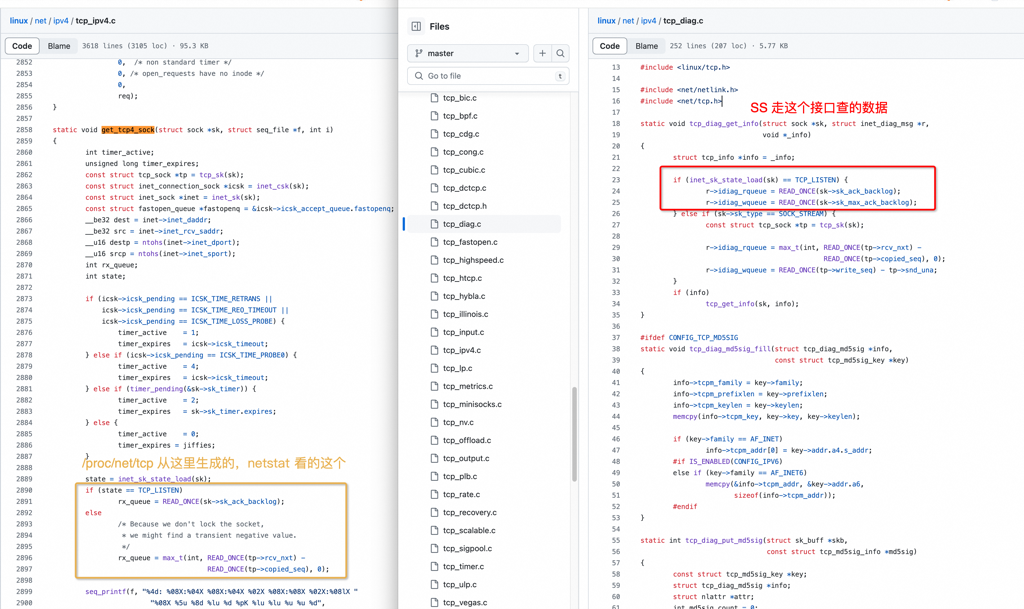 linux / net / ipv4 / tcp_ipv4.c
Code Blame 3618 lines (3105 loc) · 95.3 KB
2852 0, /* non standard timer */
2853 0, /* open_requests have no inode */
2854 0,
2855 req);
2856 }
2857
2858 static void get_tcp4_sock(struct sock *sk, struct seq_file *f, int i)
2859 {
2860 int timer_active;
2861 unsigned long timer_expires;
2862 const struct tcp_sock *tp = tcp_sk(sk);
2863 const struct inet_connection_sock *icsk = inet_csk(sk);
2864 const struct inet_sock *inet = inet_sk(sk);
2865 const struct fastopen_queue *fastopenq = &icsk->icsk_accept_queue.fastopenq;
2866 __be32 dest = inet->inet_daddr;
2867 __be32 src = inet->inet_rcv_saddr;
2868 __u16 destp = ntohs(inet->inet_dport);
2869 __u16 srcp = ntohs(inet->inet_sport);
2870 int rx_queue;
2871 int state;
2872
2873 if (icsk->icsk_pending == ICSK_TIME_RETRANS ||
2874 icsk->icsk_pending == ICSK_TIME_REO_TIMEOUT ||
2875 icsk->icsk_pending == ICSK_TIME_LOSS_PROBE) {
2876 timer_active = 1;
2877 timer_expires = icsk->icsk_timeout;
2878 } else if (icsk->icsk_pending == ICSK_TIME_PROBE0) {
2879 timer_active = 4;
2880 timer_expires = icsk->icsk_timeout;
2881 } else if (timer_pending(&sk->sk_timer)) {
2882 timer_active = 2;
2883 timer_expires = sk->sk_timer.expires;
2884 } else {
2885 timer_active = 0;
2886 timer_expires = jiffies;
2887 }
/proc/net/tcp 从这里生成的，netstat 看的这个
2888
2889 state = inet_sk_state_load(sk);
2890 if (state == TCP_LISTEN)
2891 rx_queue = READ_ONCE(sk->sk_ack_backlog);
2892 else
2893 /* Because we don't lock the socket,
2894 * we might find a transient negative value.
2895 */
2896 rx_queue = max_t(int, READ_ONCE(tp->rcv_nxt) -
2897 READ_ONCE(tp->copied_seq), 0);
2898
2899 seq_printf(f, "%4d: %08X:%04X %08X:%04X %02X %08X:%08X %02X:%08lX "
2900 "%08X %5u %8d %lu %d %pK %lu %lu %u %u %d",
Files
master
Go to file t
tcp_bic.c
tcp_bpf.c
tcp_cdg.c
tcp_cong.c
tcp_cubic.c
tcp_dctcp.c
tcp_dctcp.h
tcp_diag.c
tcp_fastopen.c
tcp_highspeed.c
tcp_htcp.c
tcp_hybla.c
tcp_illinois.c
tcp_input.c
tcp_ipv4.c
tcp_lp.c
tcp_metrics.c
tcp_minisocks.c
tcp_nv.c
tcp_offload.c
tcp_output.c
tcp_plb.c
tcp_rate.c
tcp_recovery.c
tcp_scalable.c
tcp_sigpool.c
tcp_timer.c
tcp_ulp.c
tcp_vegas.c
linux / net / ipv4 / tcp_diag.c
Code Blame 252 lines (207 loc) · 5.77 KB
13 #include <linux/tcp.h>
14
15 #include <net/netlink.h>
16 #include <net/tcp.h>
SS 走这个接口查的数据
17
18 static void tcp_diag_get_info(struct sock *sk, struct inet_diag_msg *r,
19 void *_info)
20 {
21 struct tcp_info *info = _info;
22
23 if (inet_sk_state_load(sk) == TCP_LISTEN) {
24 r->idiag_rqueue = READ_ONCE(sk->sk_ack_backlog);
25 r->idiag_wqueue = READ_ONCE(sk->sk_max_ack_backlog);
26 } else if (sk->sk_type == SOCK_STREAM) {
27 const struct tcp_sock *tp = tcp_sk(sk);
28
29 r->idiag_rqueue = max_t(int, READ_ONCE(tp->rcv_nxt) -
30 READ_ONCE(tp->copied_seq), 0);
31 r->idiag_wqueue = READ_ONCE(tp->write_seq) - tp->snd_una;
32 }
33 if (info)
34 tcp_get_info(sk, info);
35 }
36
37 #ifdef CONFIG_TCP_MD5SIG
38 static void tcp_diag_md5sig_fill(struct tcp_diag_md5sig *info,
39 const struct tcp_md5sig_key *key)
40 {
41 info->tcpm_family = key->family;
42 info->tcpm_prefixlen = key->prefixlen;
43 info->tcpm_keylen = key->keylen;
44 memcpy(info->tcpm_key, key->key, key->keylen);
45
46 if (key->family == AF_INET)
47 info->tcpm_addr[0] = key->addr.a4.s_addr;
48 #if IS_ENABLED(CONFIG_IPV6)
49 else if (key->family == AF_INET6)
50 memcpy(&info->tcpm_addr, &key->addr.a6,
51 sizeof(info->tcpm_addr));
52 #endif
53 }
54
55 static int tcp_diag_put_md5sig(struct sk_buff *skb,
56 const struct tcp_md5sig_info *md5sig)
57 {
58 const struct tcp_md5sig_key *key;
59 struct tcp_diag_md5sig *info;
60 struct nlattr *attr;
61 int md5sig_count = 0;